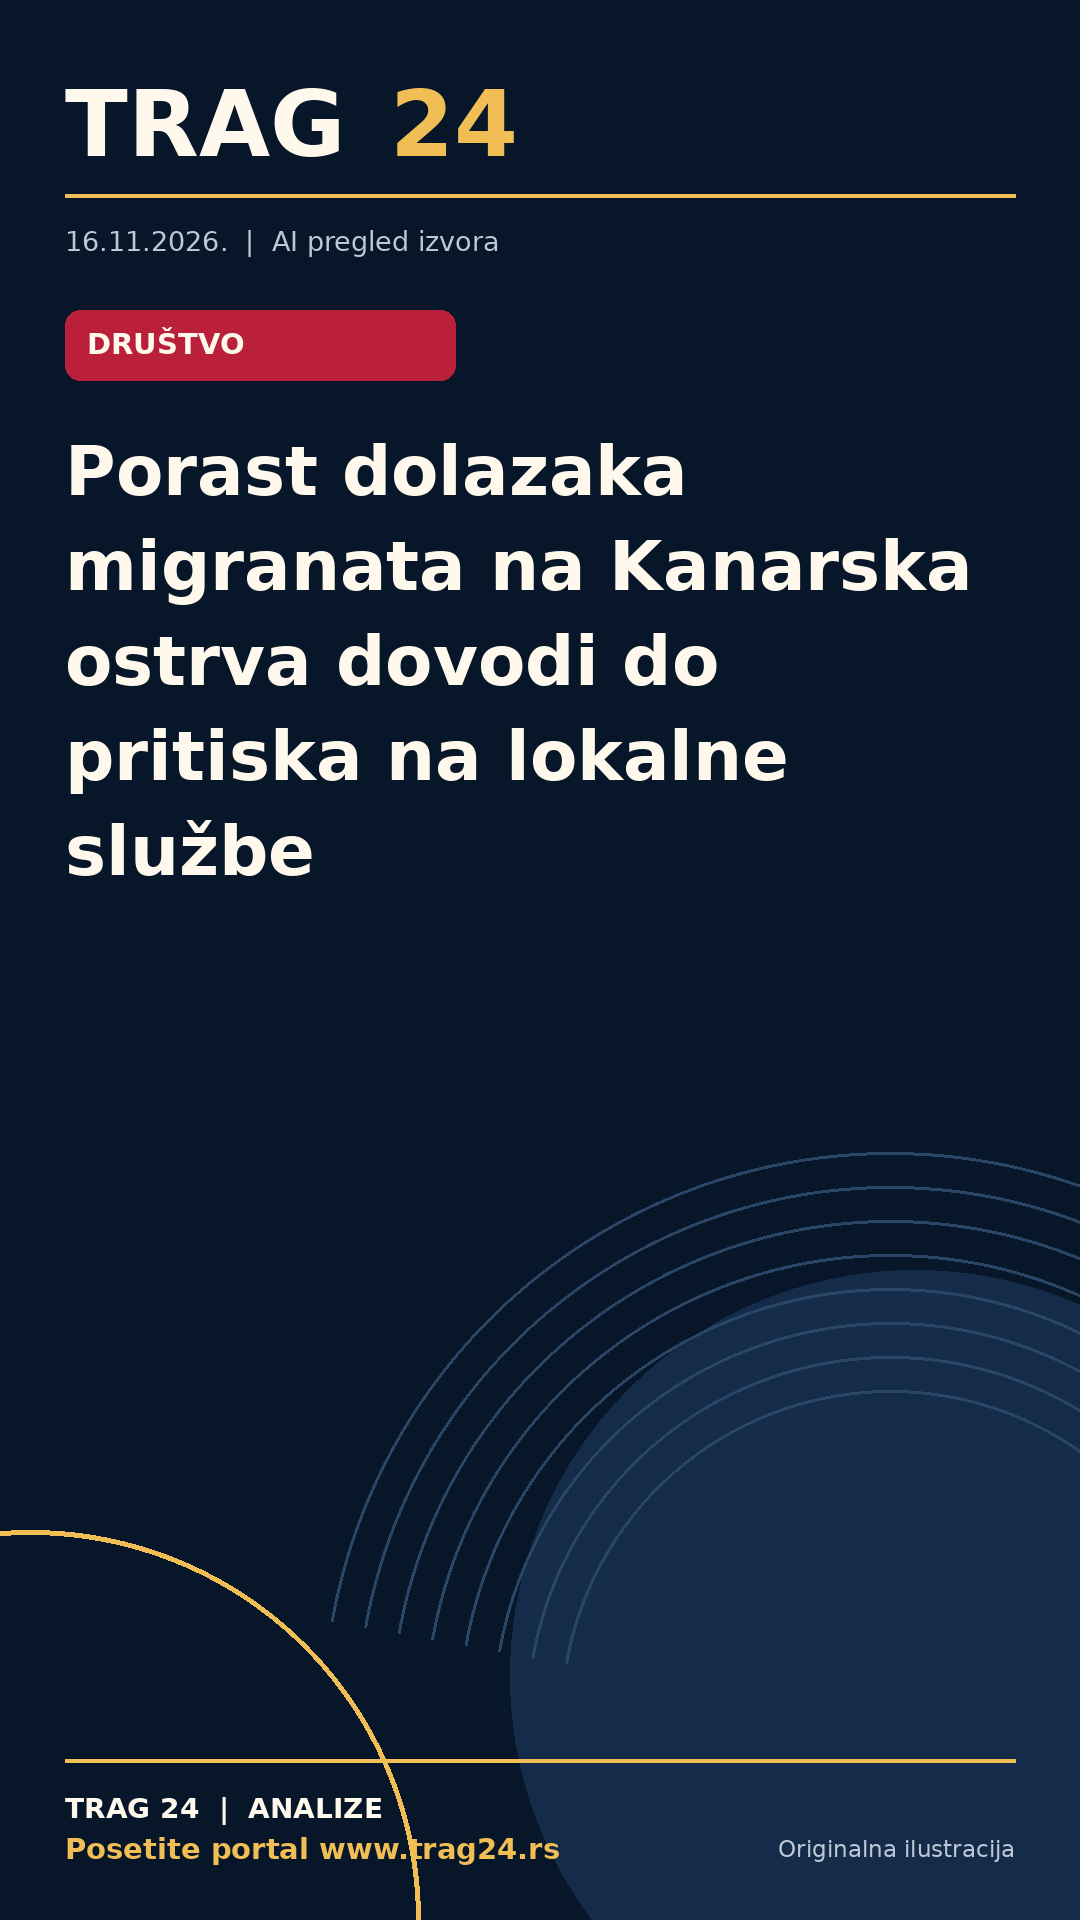 TRAG 24
16.11.2026. | AI pregled izvora
DRUŠTVO
Porast dolazaka
migranata na Kanarska
ostrva dovodi do
pritiska na lokalne
službe
TRAG 24 | ANALIZE
Posetite portal www.trag24.rs
Originalna ilustracija